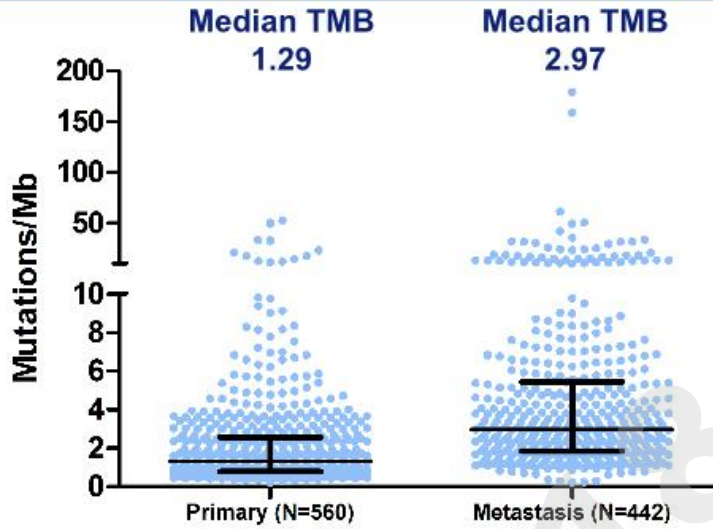 Median TMB
1.29
Median TMB
2.97
Mutations/Mb
200
150
100
50
10
8
6
4
2
0
Primary (N=560)
Metastasis (N=442)